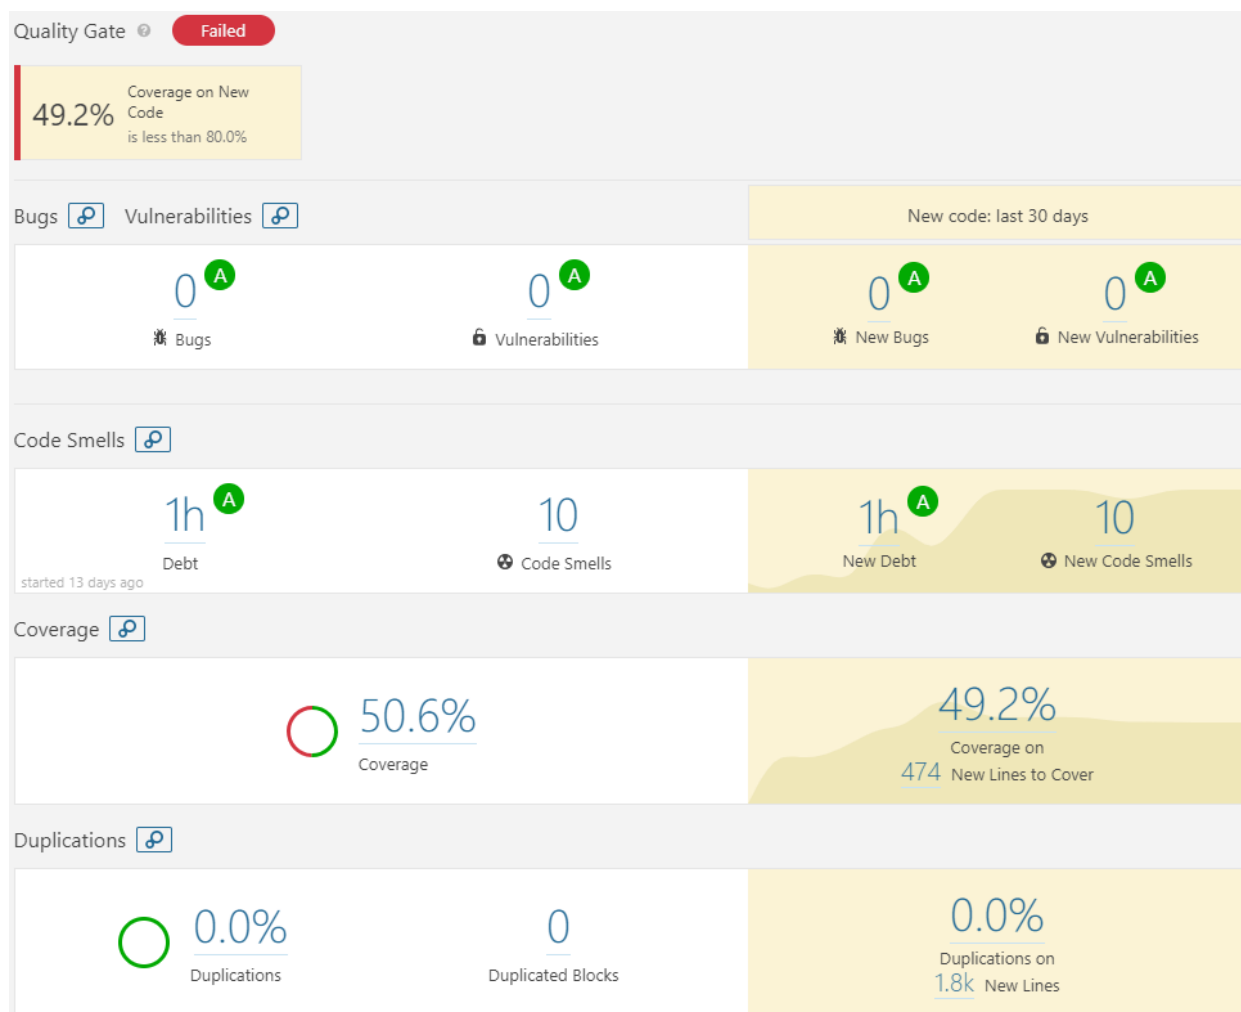 Quality Gate ? Failed
49.2%
Coverage on New
Code
is less than 80.0%
Bugs Vulnerabilities
New code: last 30 days
0 A
Bugs
0 A
Vulnerabilities
0 A
New Bugs
0 A
New Vulnerabilities
Code Smells
1h A
Debt
started 13 days ago
10
Code Smells
1h A
New Debt
10
New Code Smells
Coverage
50.6%
Coverage
49.2%
Coverage on
474 New Lines to Cover
Duplications
0.0%
Duplications
0
Duplicated Blocks
0.0%
Duplications on
1.8k New Lines